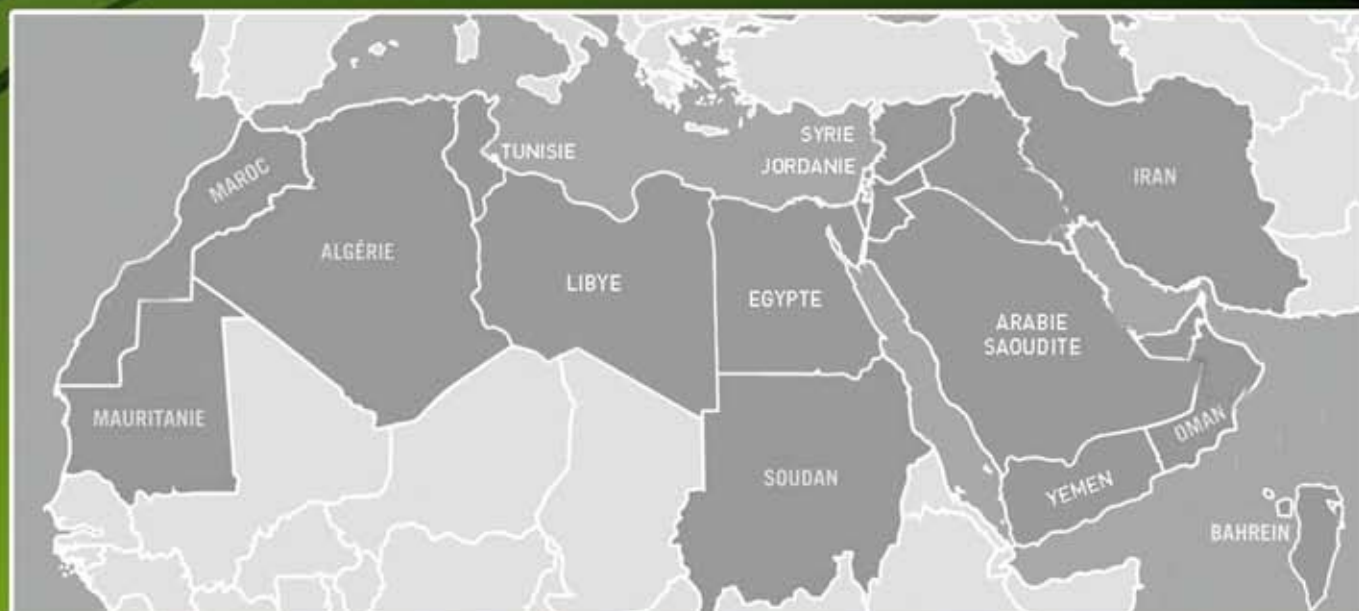 SYRIE
TUNISIE
JORDANIE
MAROC
IRAN
ALGÉRIE
LIBYE
EGYPTE
ARABIE
SAOUDITE
MAURITANIE
OMAN
SOUDAN
YEMEN
BAHREIN